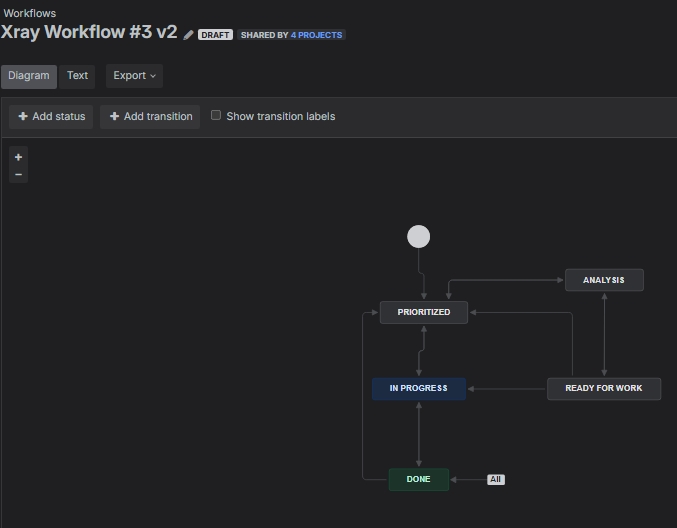 Workflows
Xray Workflow #3 v2 DRAFT SHARED BY 4 PROJECTS
Diagram Text Export
+ Add status + Add transition Show transition labels
+
−
ANALYSIS
PRIORITIZED
IN PROGRESS READY FOR WORK
DONE All